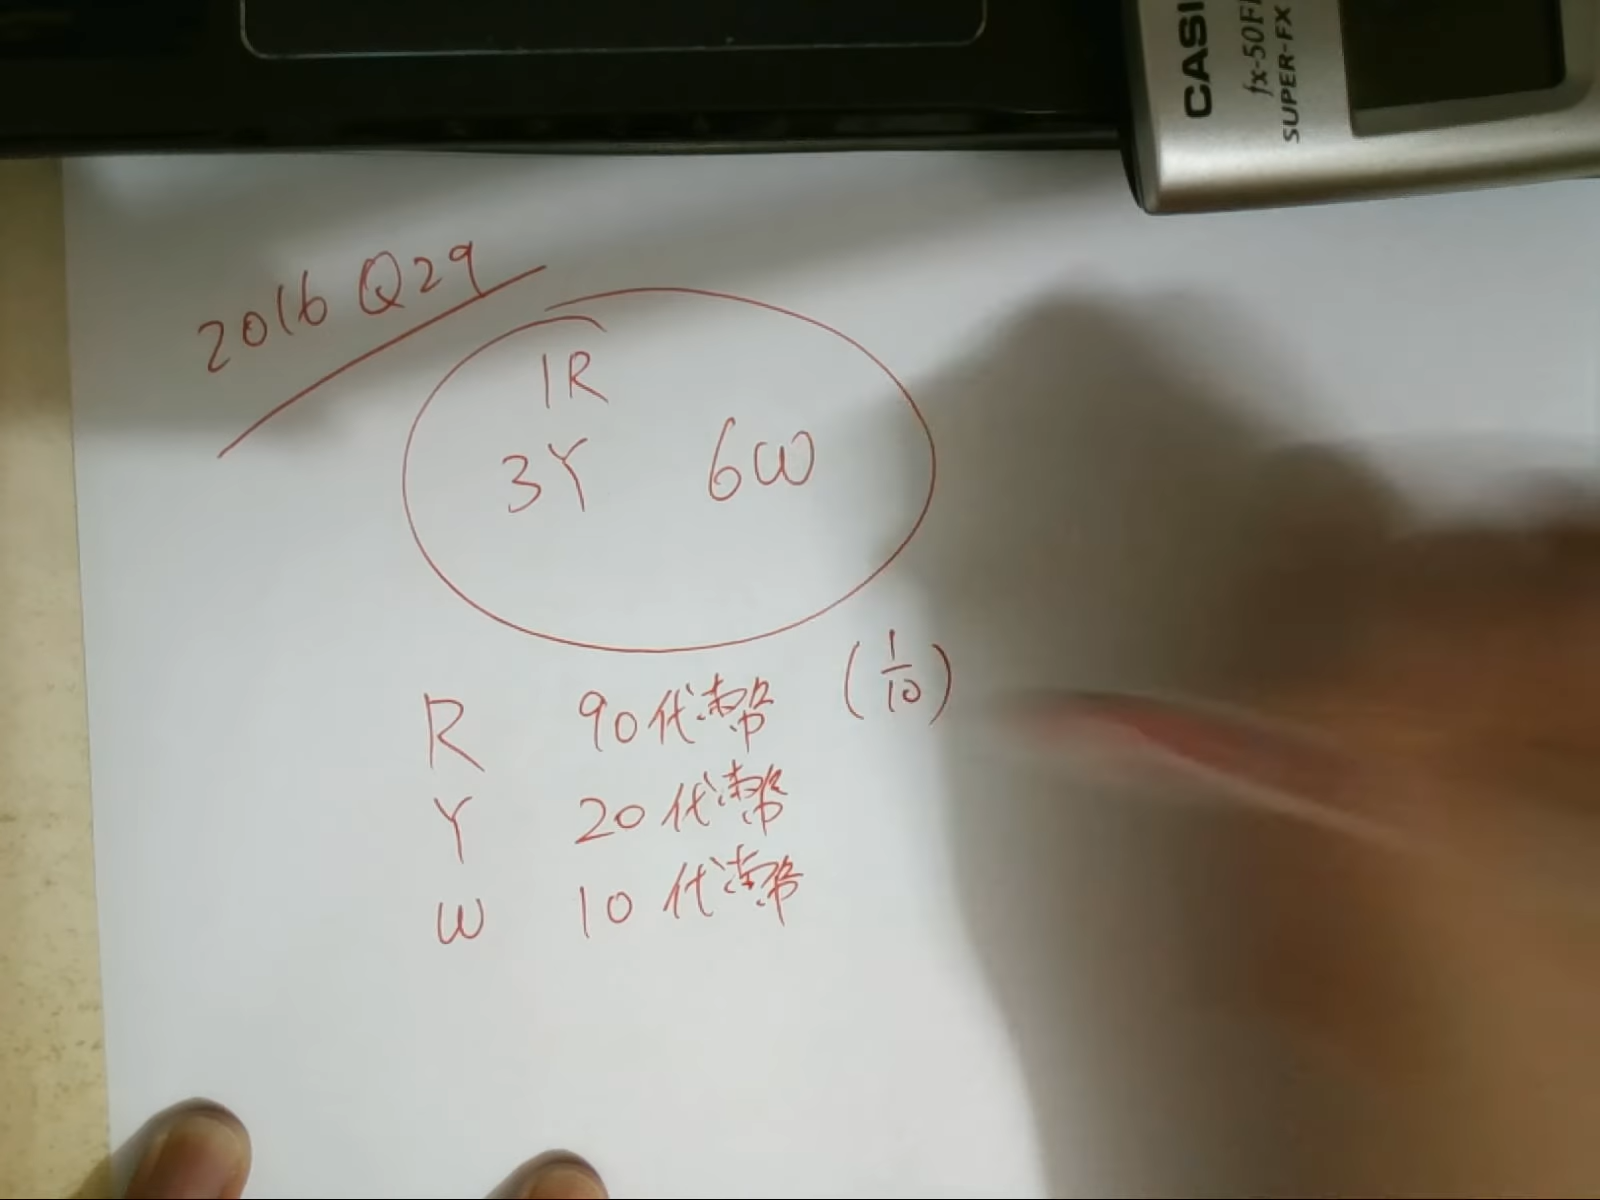 CASI
fx-50F
SUPER-FX
2016 Q29
1R
3Y 6W
R 90代幣 (1/10)
Y 20代幣
W 10代幣